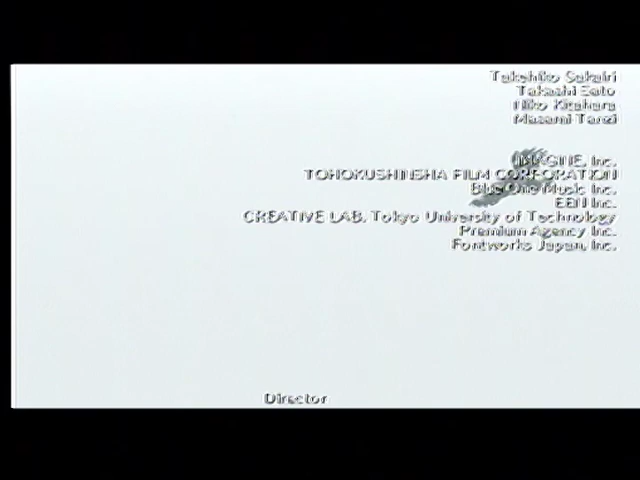 Takehiko Sakairi
Takashi Sato
Niko Kitahara
Masami Tanzi
IMAGINE, Inc.
TOHOKUSHINSHA FILM CORPORATION
Blue One Music Inc.
EEN Inc.
CREATIVE LAB. Tokyo University of Technology
Premium Agency Inc.
Fontworks Japan, Inc.
Director